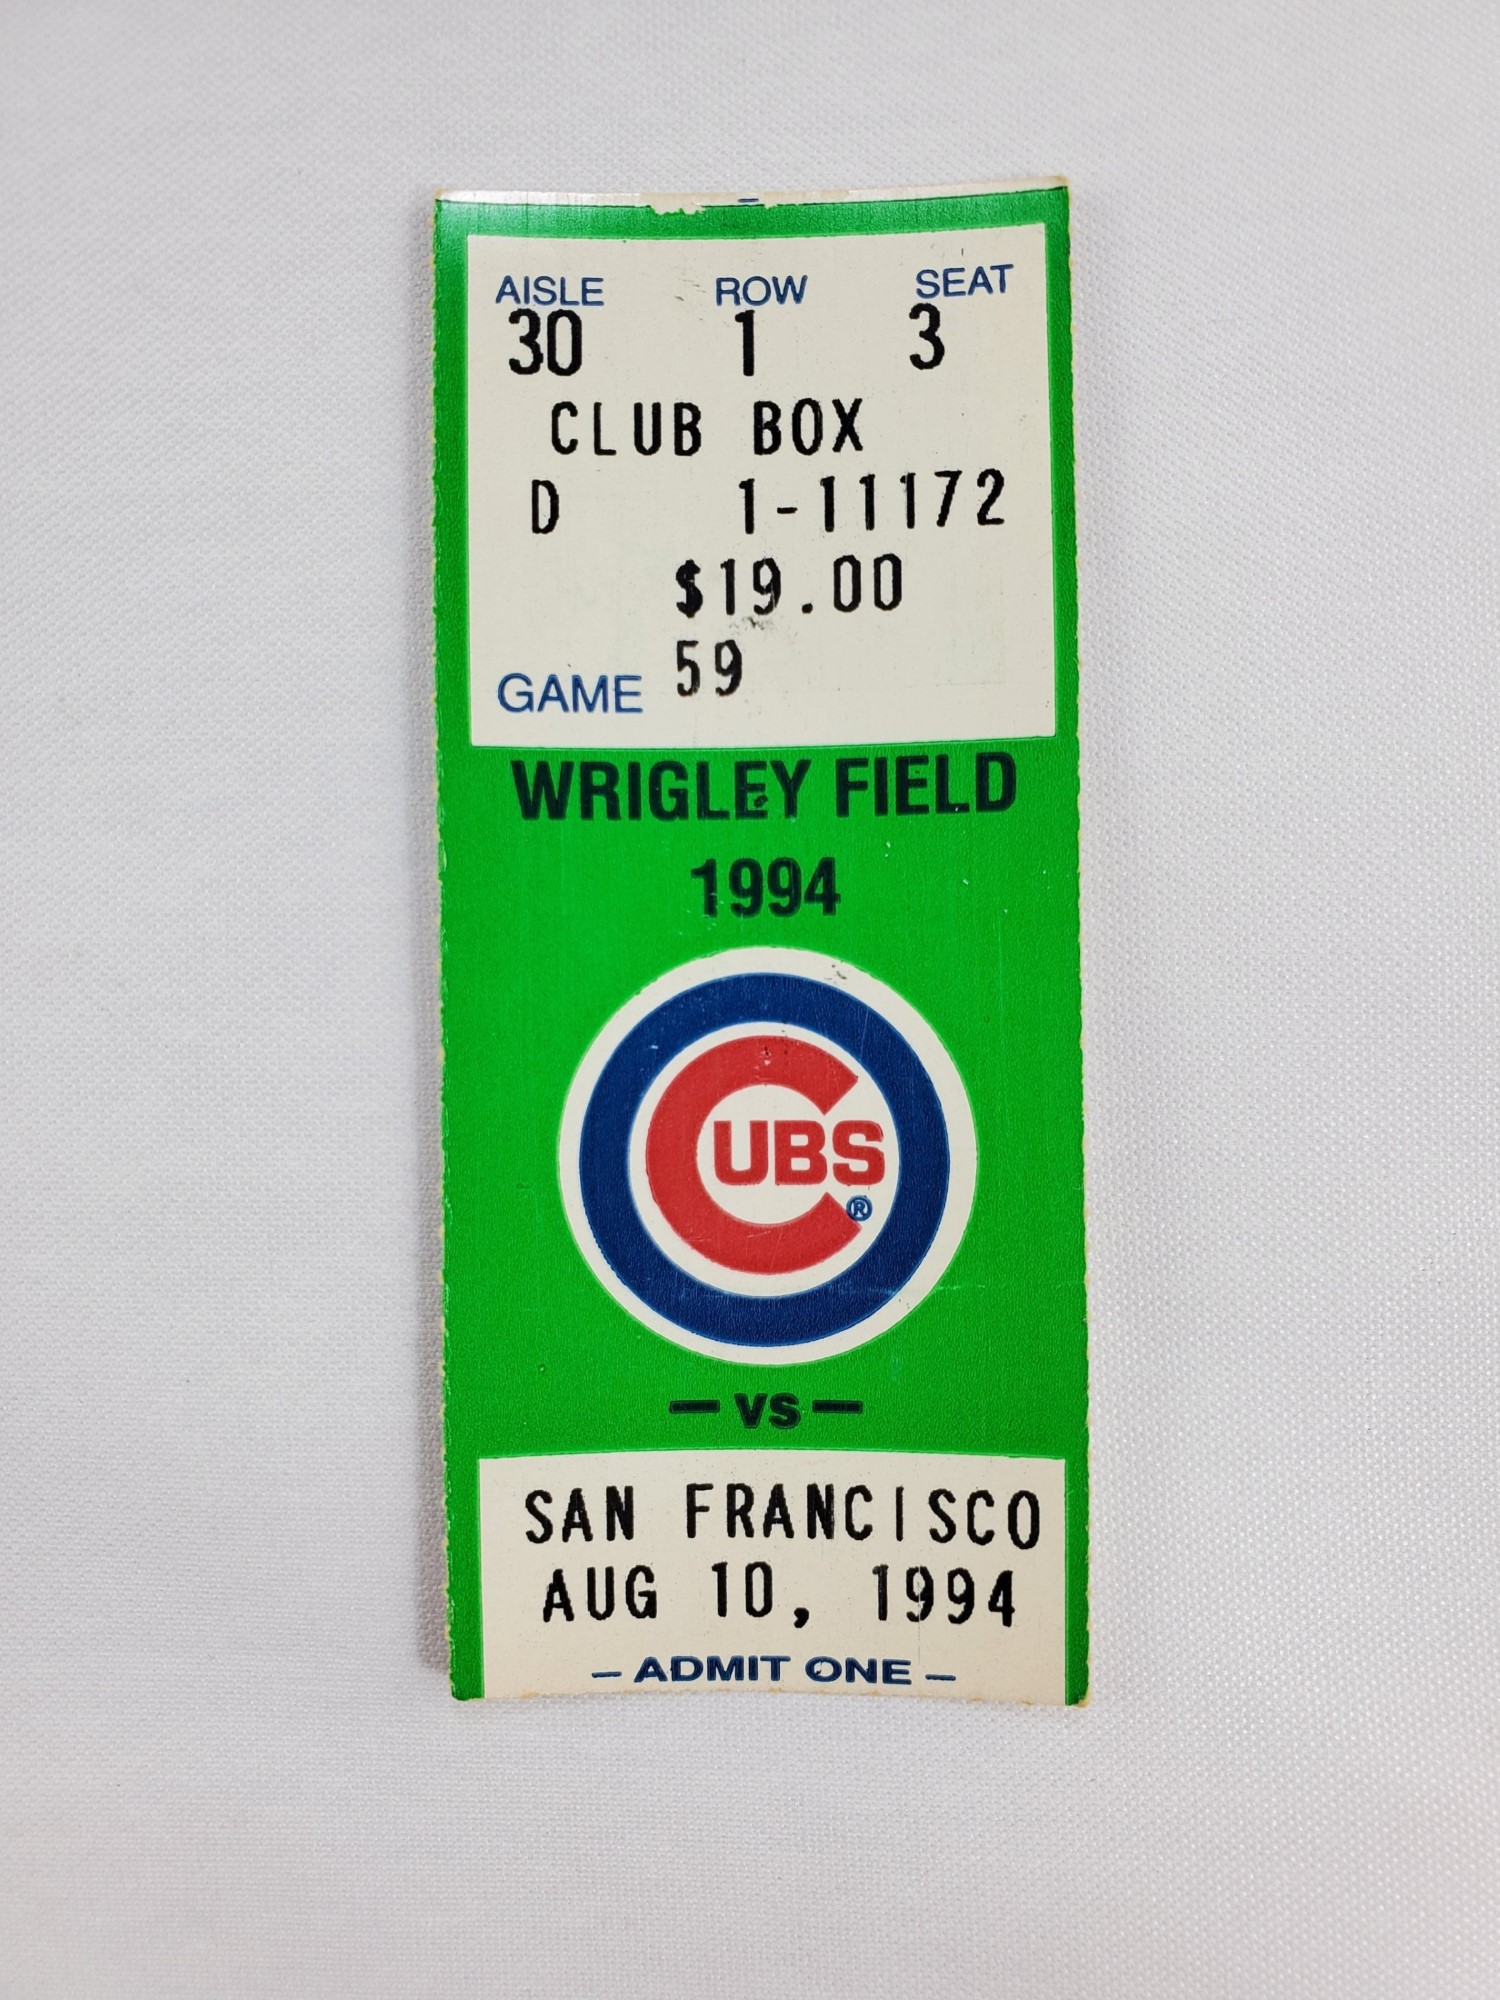 AISLE ROW SEAT
30 1 3
CLUB BOX
D 1-11172
$19.00
GAME 59
WRIGLEY FIELD
1994
CUBS
®
— VS —
SAN FRANCISCO
AUG 10, 1994
— ADMIT ONE —